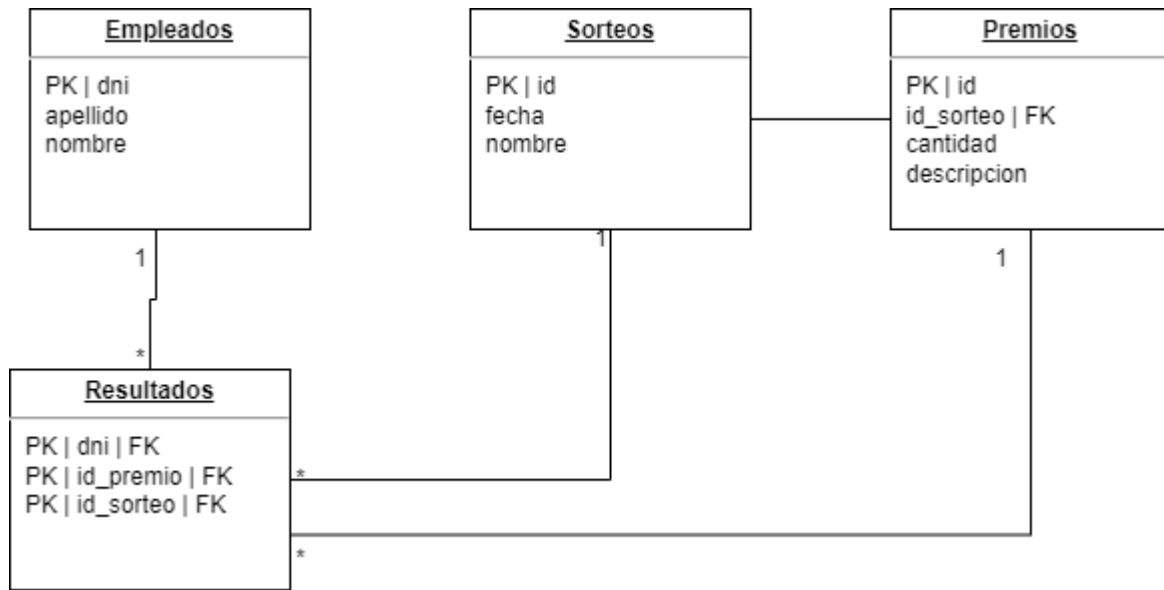 Empleados
PK | dni
apellido
nombre
Sorteos
PK | id
fecha
nombre
Premios
PK | id
id_sorteo | FK
cantidad
descripcion
1
1
1
*
Resultados
PK | dni | FK
PK | id_premio | FK
PK | id_sorteo | FK
*
*